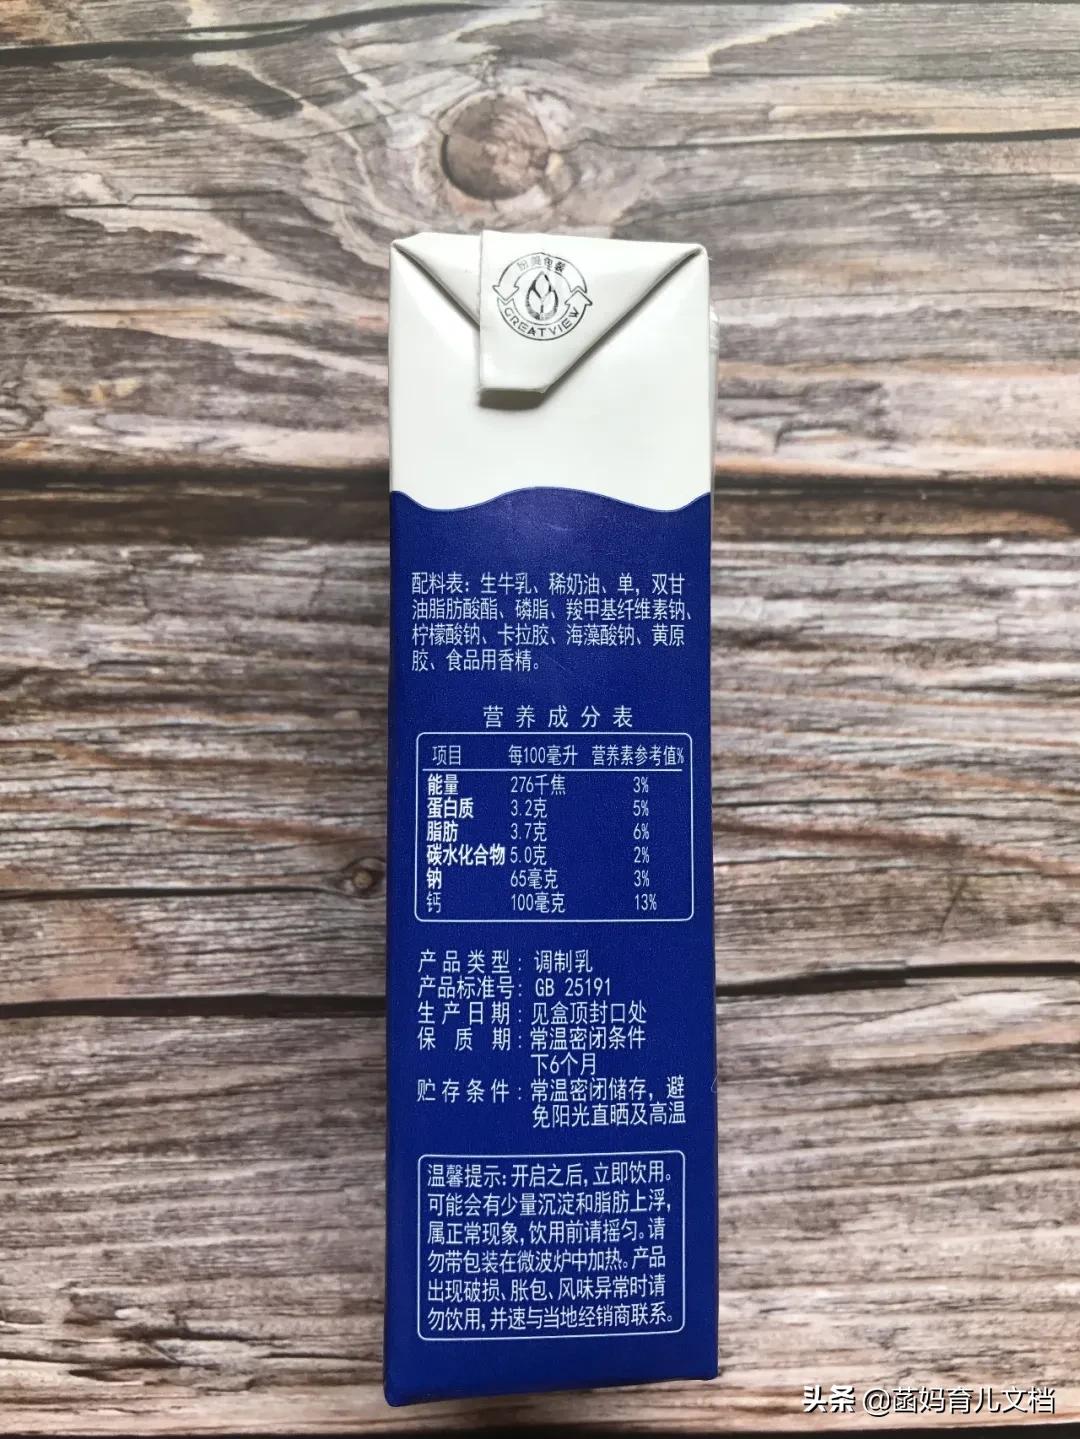 纷美包装
GREATVIEW
配料表：生牛乳、稀奶油、单，双甘
油脂肪酸酯、磷脂、羧甲基纤维素钠、
柠檬酸钠、卡拉胶、海藻酸钠、黄原
胶、食品用香精。
营养成分表
项目 每100毫升 营养素参考值%
能量 276千焦 3%
蛋白质 3.2克 5%
脂肪 3.7克 6%
碳水化合物 5.0克 2%
钠 65毫克 3%
钙 100毫克 13%
产品类型：调制乳
产品标准号：GB 25191
生产日期：见盒顶封口处
保质期：常温密闭条件
下6个月
贮存条件：常温密闭储存，避
免阳光直晒及高温
温馨提示：开启之后，立即饮用。
可能会有少量沉淀和脂肪上浮，
属正常现象，饮用前请摇匀。请
勿带包装在微波炉中加热。产品
出现破损、胀包、风味异常时请
勿饮用，并速与当地经销商联系。
头条 @菡妈育儿文档